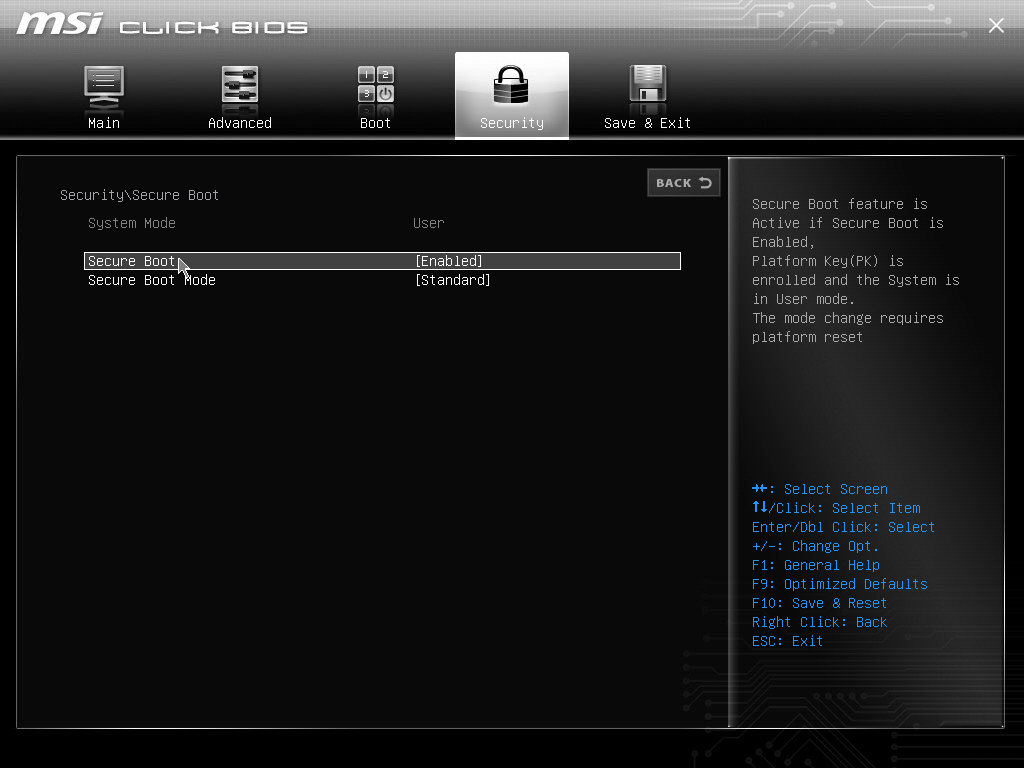 msi CLICK BIOS
1 2
3
Main Advanced Boot Security Save & Exit
BACK
Security\Secure Boot
System Mode User
Secure Boot [Enabled]
Secure Boot Mode [Standard]
Secure Boot feature is
Active if Secure Boot is
Enabled,
Platform Key(PK) is
enrolled and the System is
in User mode.
The mode change requires
platform reset
→←: Select Screen
↑↓/Click: Select Item
Enter/Dbl Click: Select
+/-: Change Opt.
F1: General Help
F9: Optimized Defaults
F10: Save & Reset
Right Click: Back
ESC: Exit